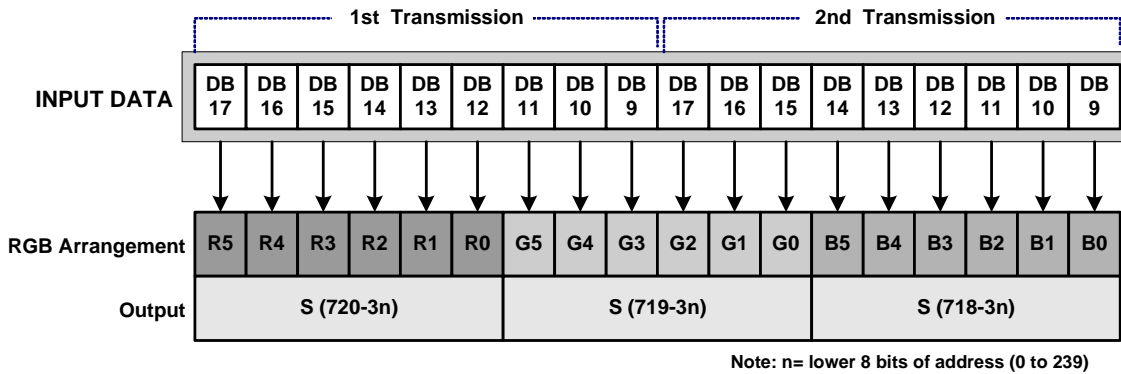 1st Transmission 2nd Transmission
INPUT DATA
DB 17 DB 16 DB 15 DB 14 DB 13 DB 12 DB 11 DB 10 DB 9 DB 17 DB 16 DB 15 DB 14 DB 13 DB 12 DB 11 DB 10 DB 9
RGB Arrangement R5 R4 R3 R2 R1 R0 G5 G4 G3 G2 G1 G0 B5 B4 B3 B2 B1 B0
Output S (720-3n) S (719-3n) S (718-3n)
Note: n= lower 8 bits of address (0 to 239)